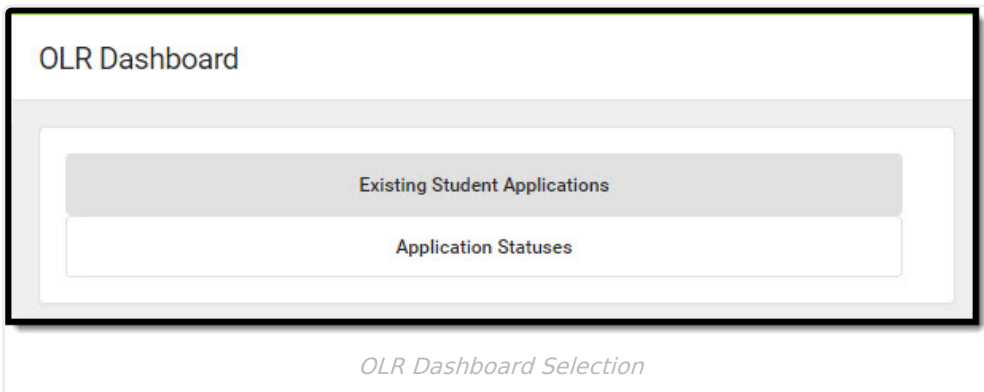 OLR Dashboard
Existing Student Applications
Application Statuses
OLR Dashboard Selection